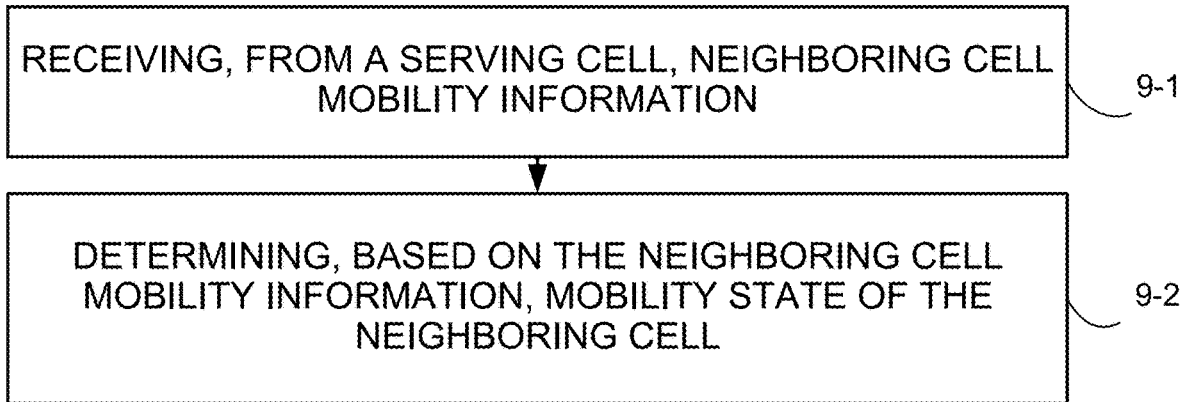 RECEIVING, FROM A SERVING CELL, NEIGHBORING CELL
MOBILITY INFORMATION
9-1
DETERMINING, BASED ON THE NEIGHBORING CELL
MOBILITY INFORMATION, MOBILITY STATE OF THE
NEIGHBORING CELL
9-2